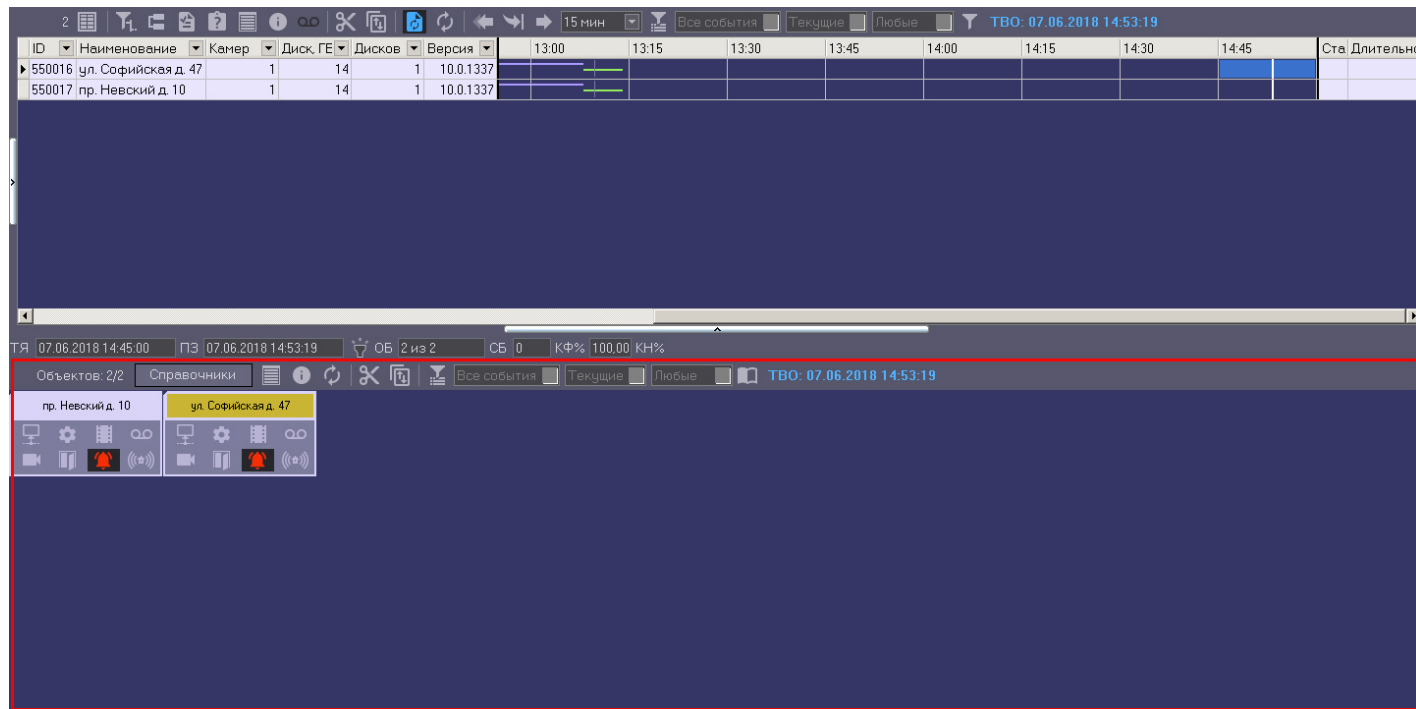 2 15 мин Все события Текущие Любые ТВО: 07.06.2018 14:53:19
ID Наименование Камер Диск, ГЕ Дисков Версия 13:00 13:15 13:30 13:45 14:00 14:15 14:30 14:45 Ста Длительно
550016 ул. Софийская д. 47 1 14 1 10.0.1337
550017 пр. Невский д. 10 1 14 1 10.0.1337
ТЯ 07.06.2018 14:45:00 ПЗ 07.06.2018 14:53:19 ОБ 2 из 2 СБ 0 КФ% 100,00 КН%
Объектов: 2/2 Справочники Все события Текущие Любые ТВО: 07.06.2018 14:53:19
пр. Невский д. 10 ул. Софийская д. 47